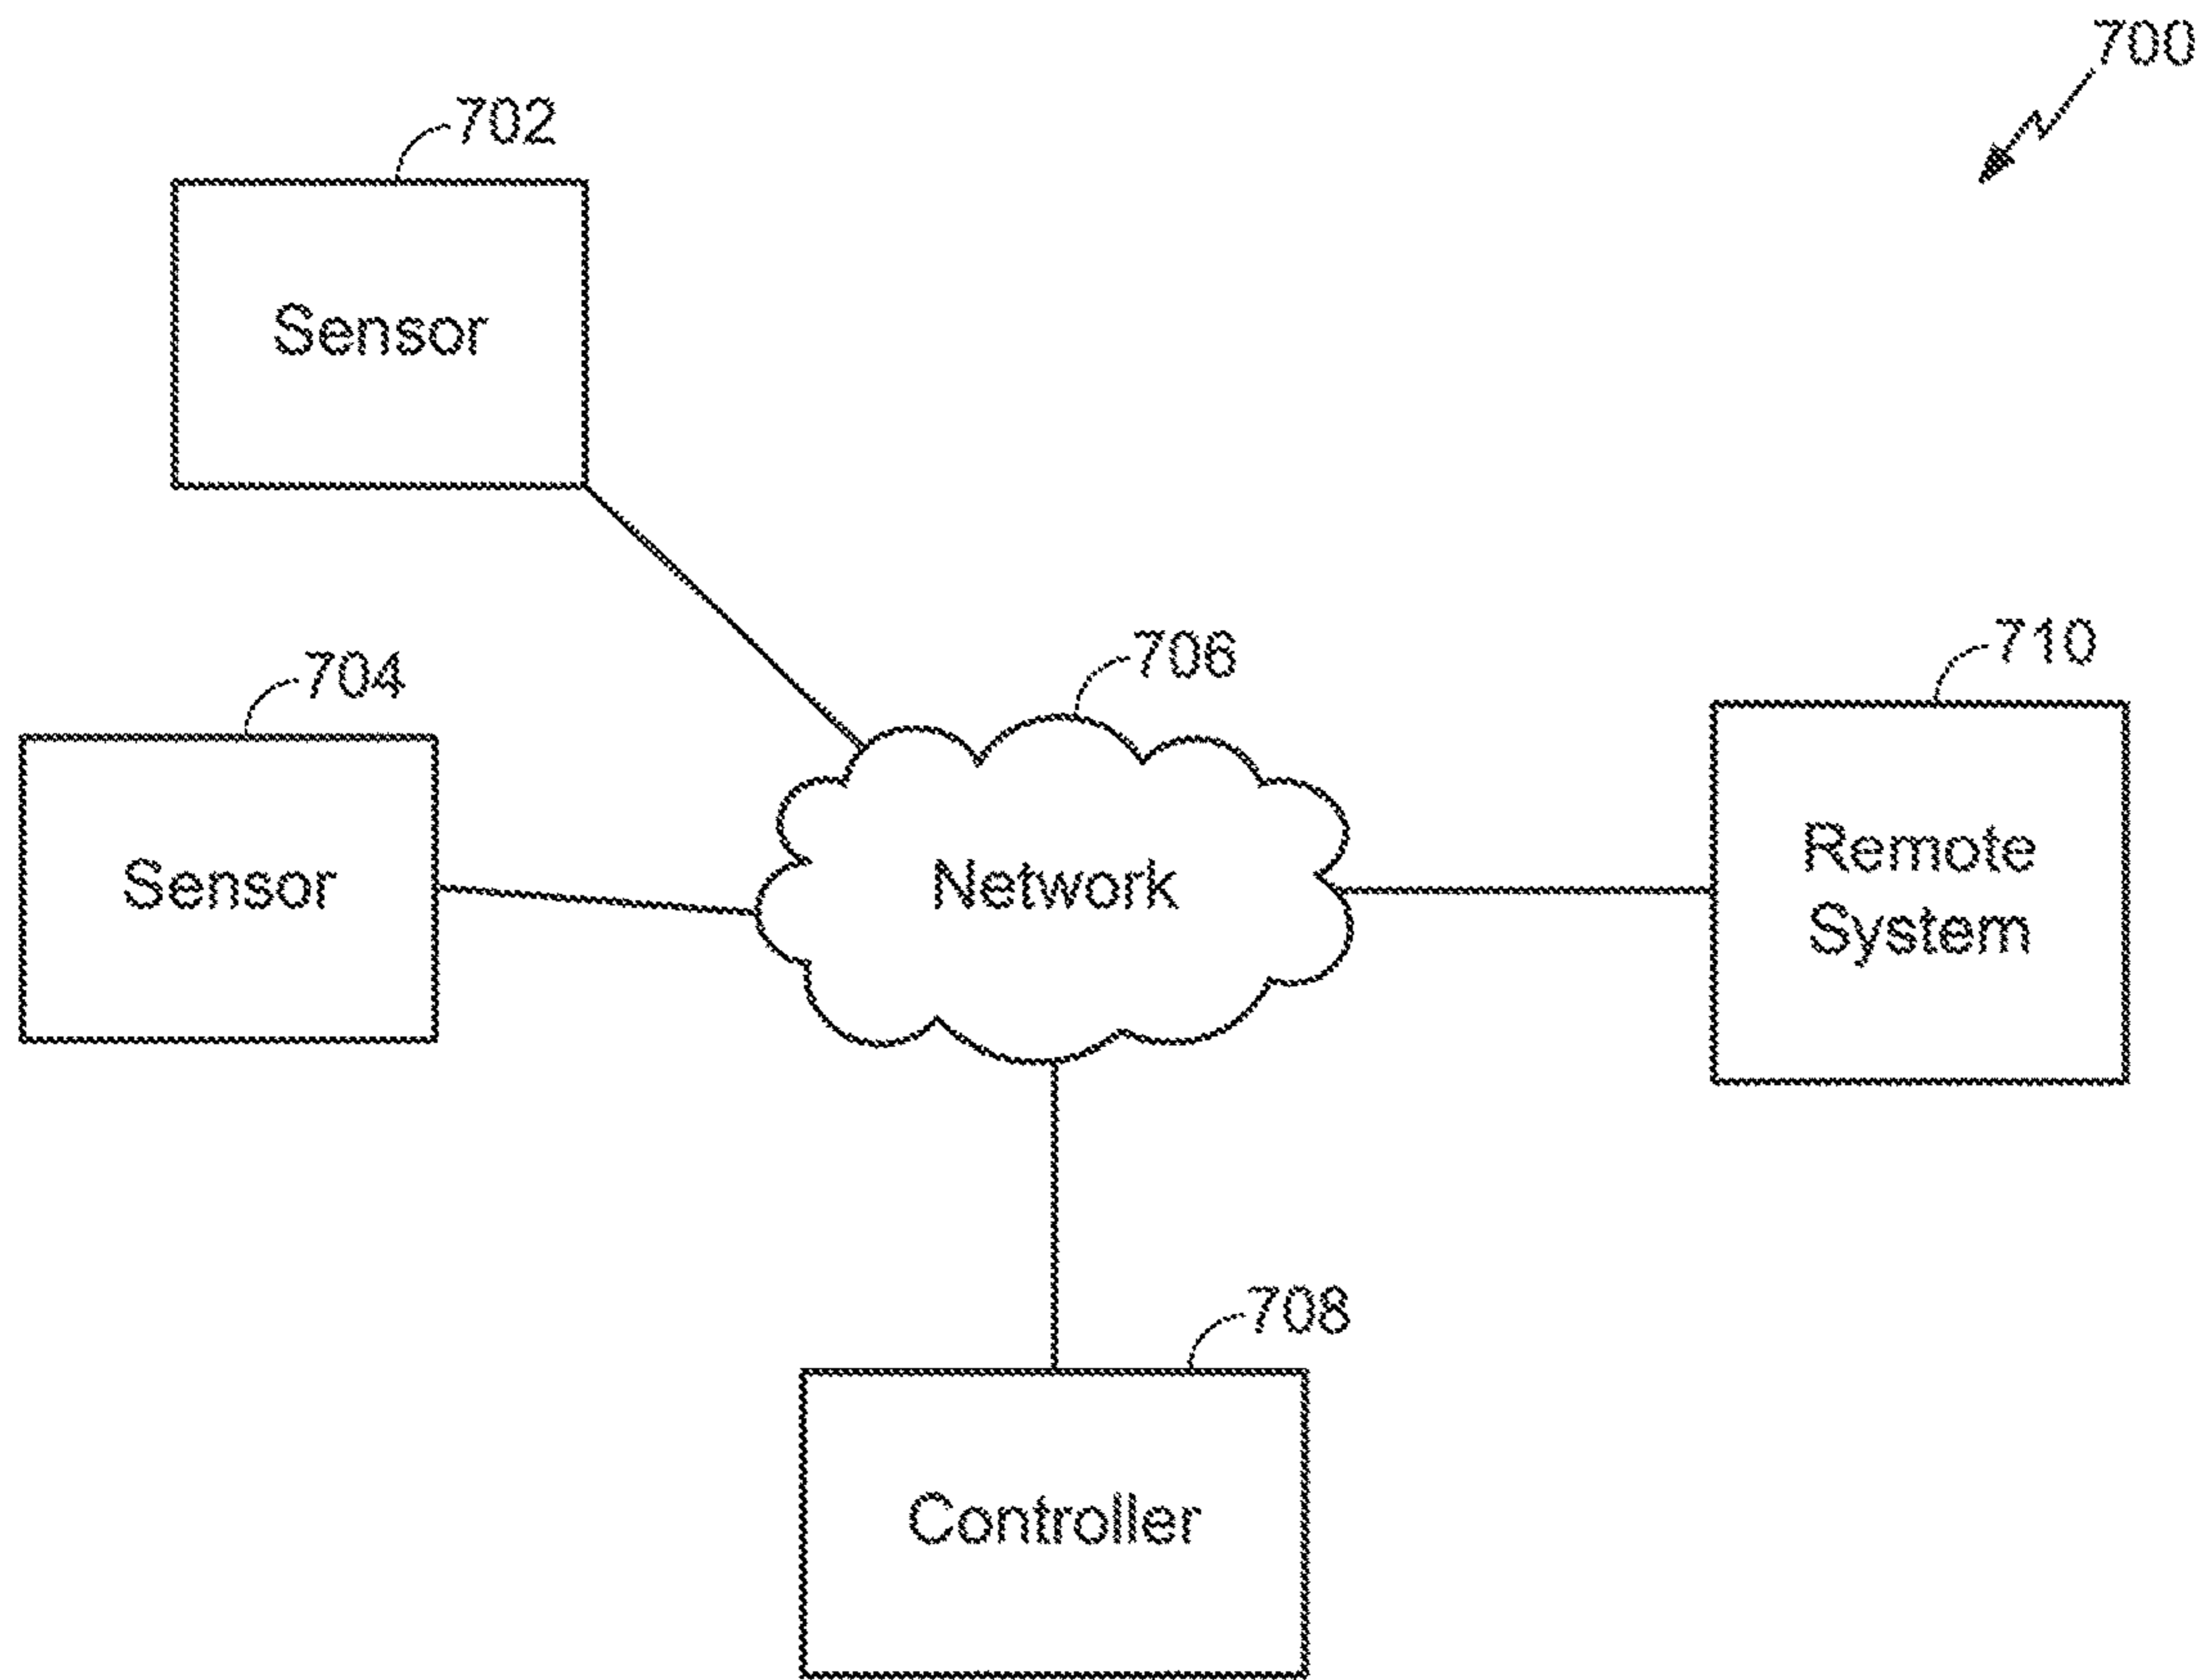 700
702
Sensor
704
Sensor
706
Network
710
Remote
System
708
Controller